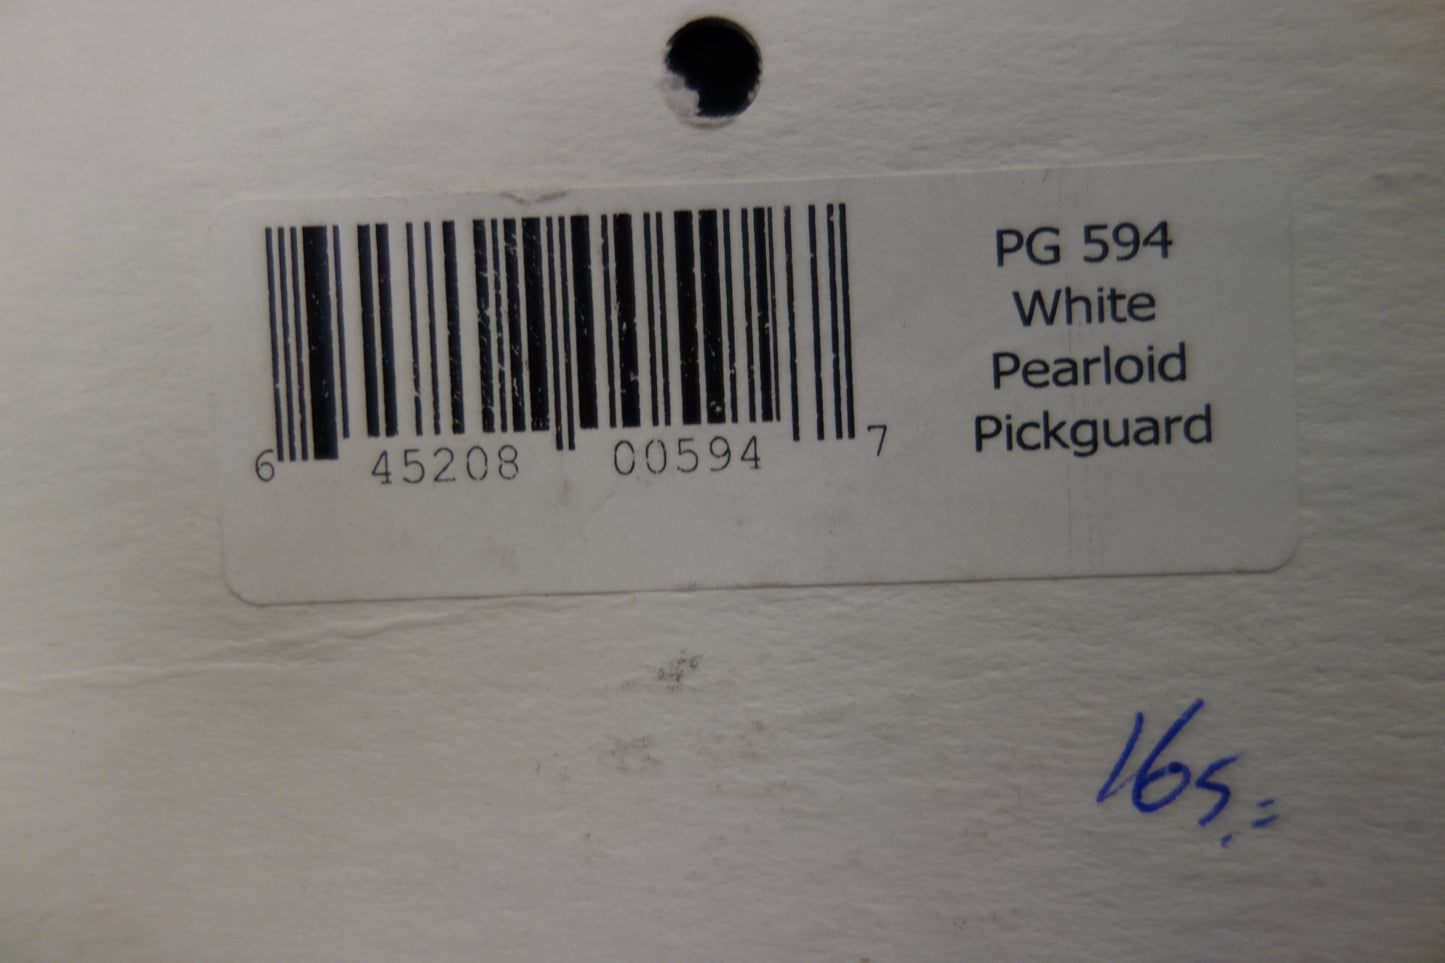 PG 594
White
Pearloid
Pickguard
6 45208 00594 7
165.=